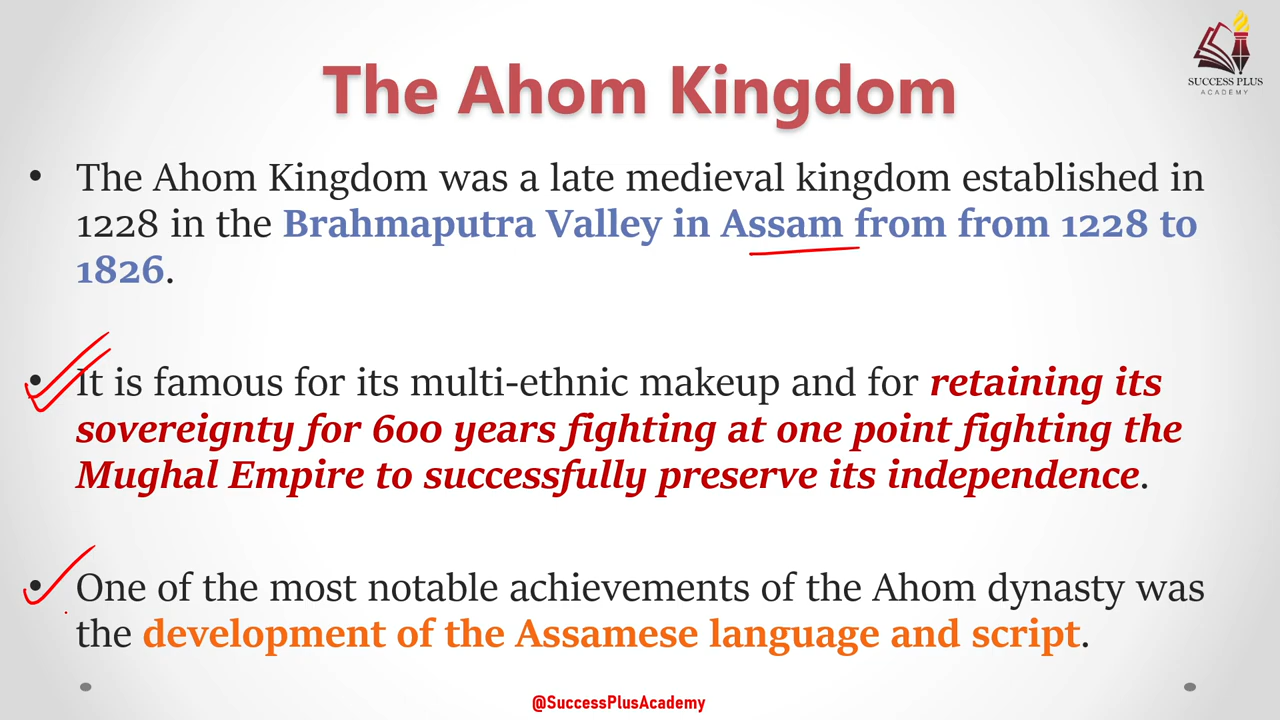 SUCCESS PLUS
ACADEMY
The Ahom Kingdom
• The Ahom Kingdom was a late medieval kingdom established in
1228 in the Brahmaputra Valley in Assam from from 1228 to
1826.
• It is famous for its multi-ethnic makeup and for retaining its
sovereignty for 600 years fighting at one point fighting the
Mughal Empire to successfully preserve its independence.
• One of the most notable achievements of the Ahom dynasty was
the development of the Assamese language and script.
@SuccessPlusAcademy